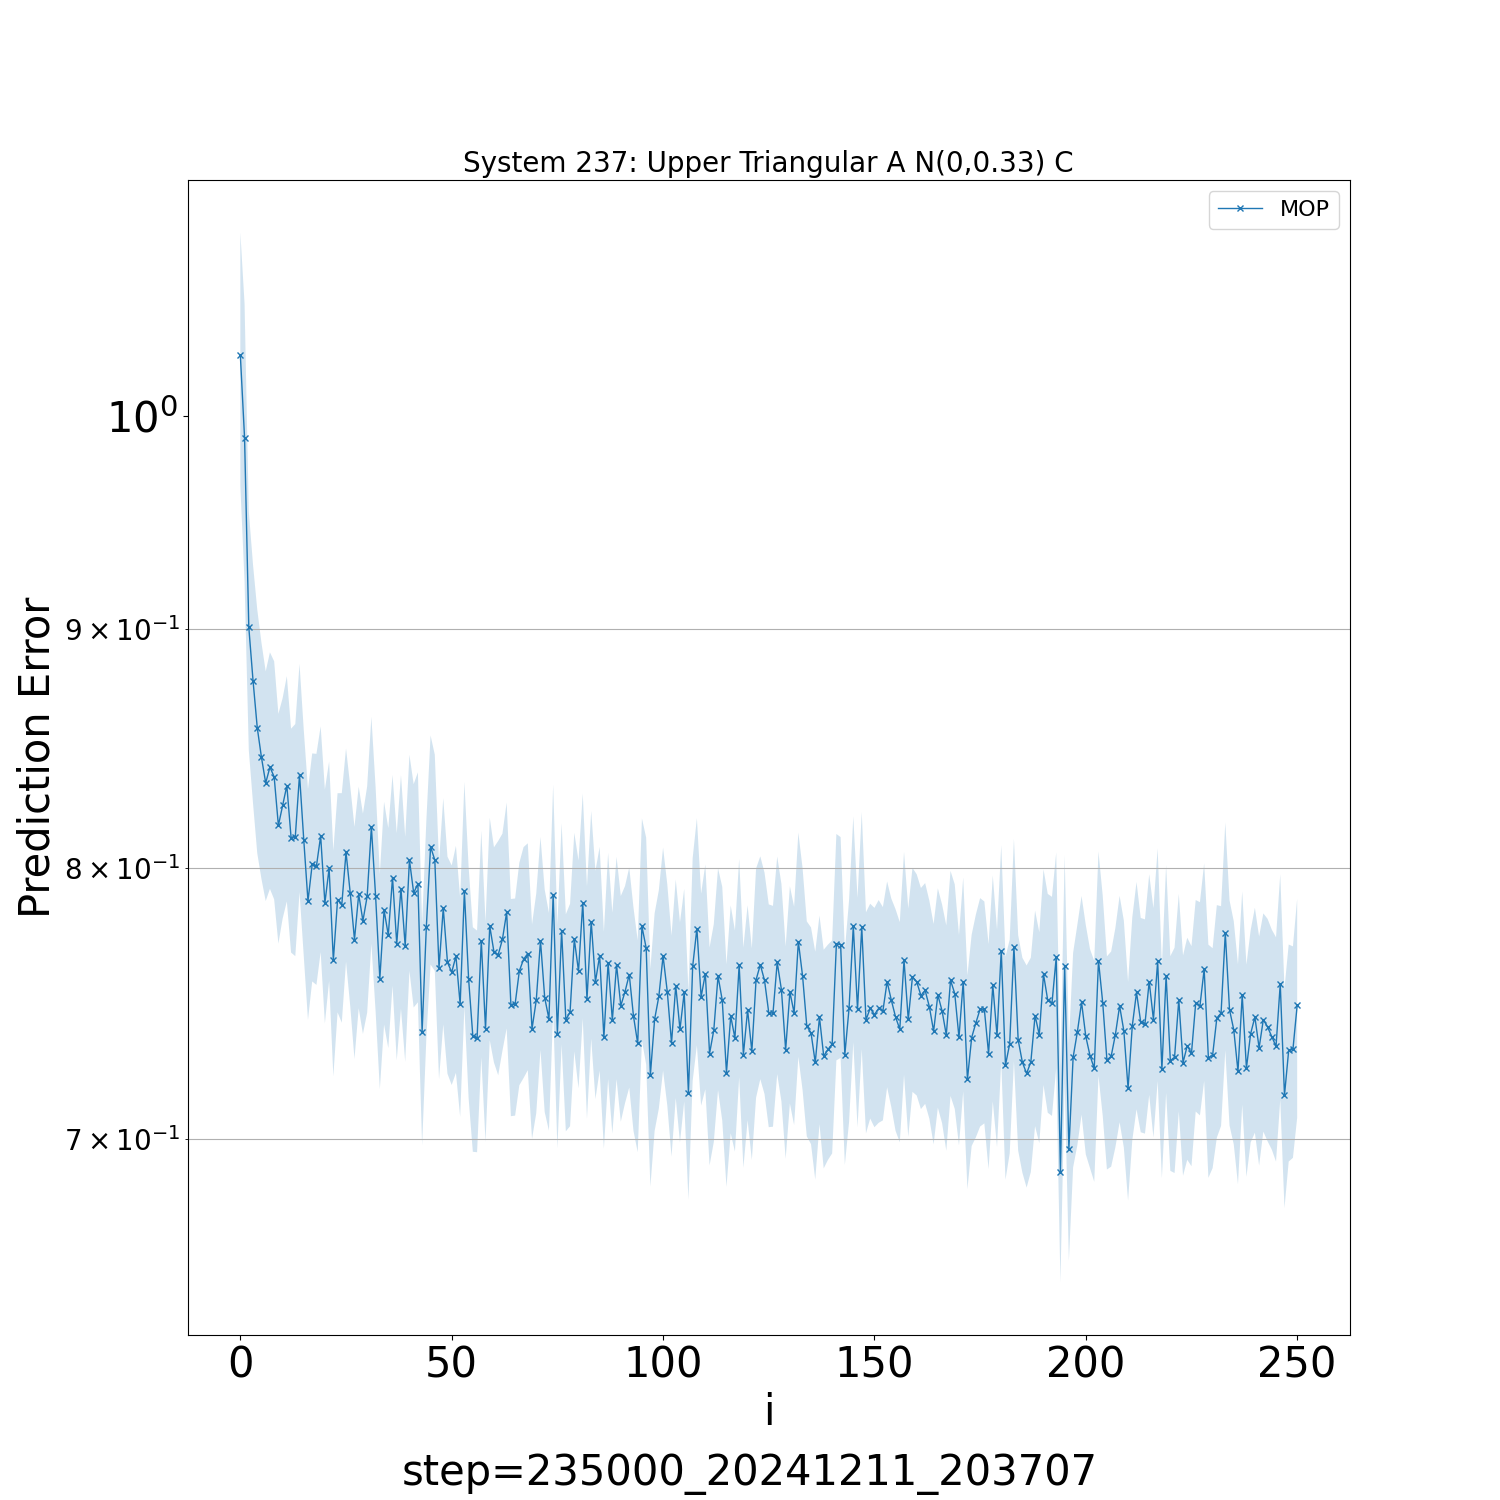 System 237: Upper Triangular A N(0,0.33) C
MOP
10⁰
9 × 10⁻¹
8 × 10⁻¹
7 × 10⁻¹
Prediction Error
0 50 100 150 200 250
i
step=235000_20241211_203707